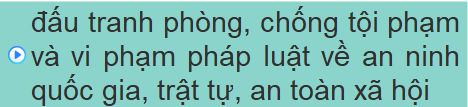 đấu tranh phòng, chống tội phạm
và vi phạm pháp luật về an ninh
quốc gia, trật tự, an toàn xã hội